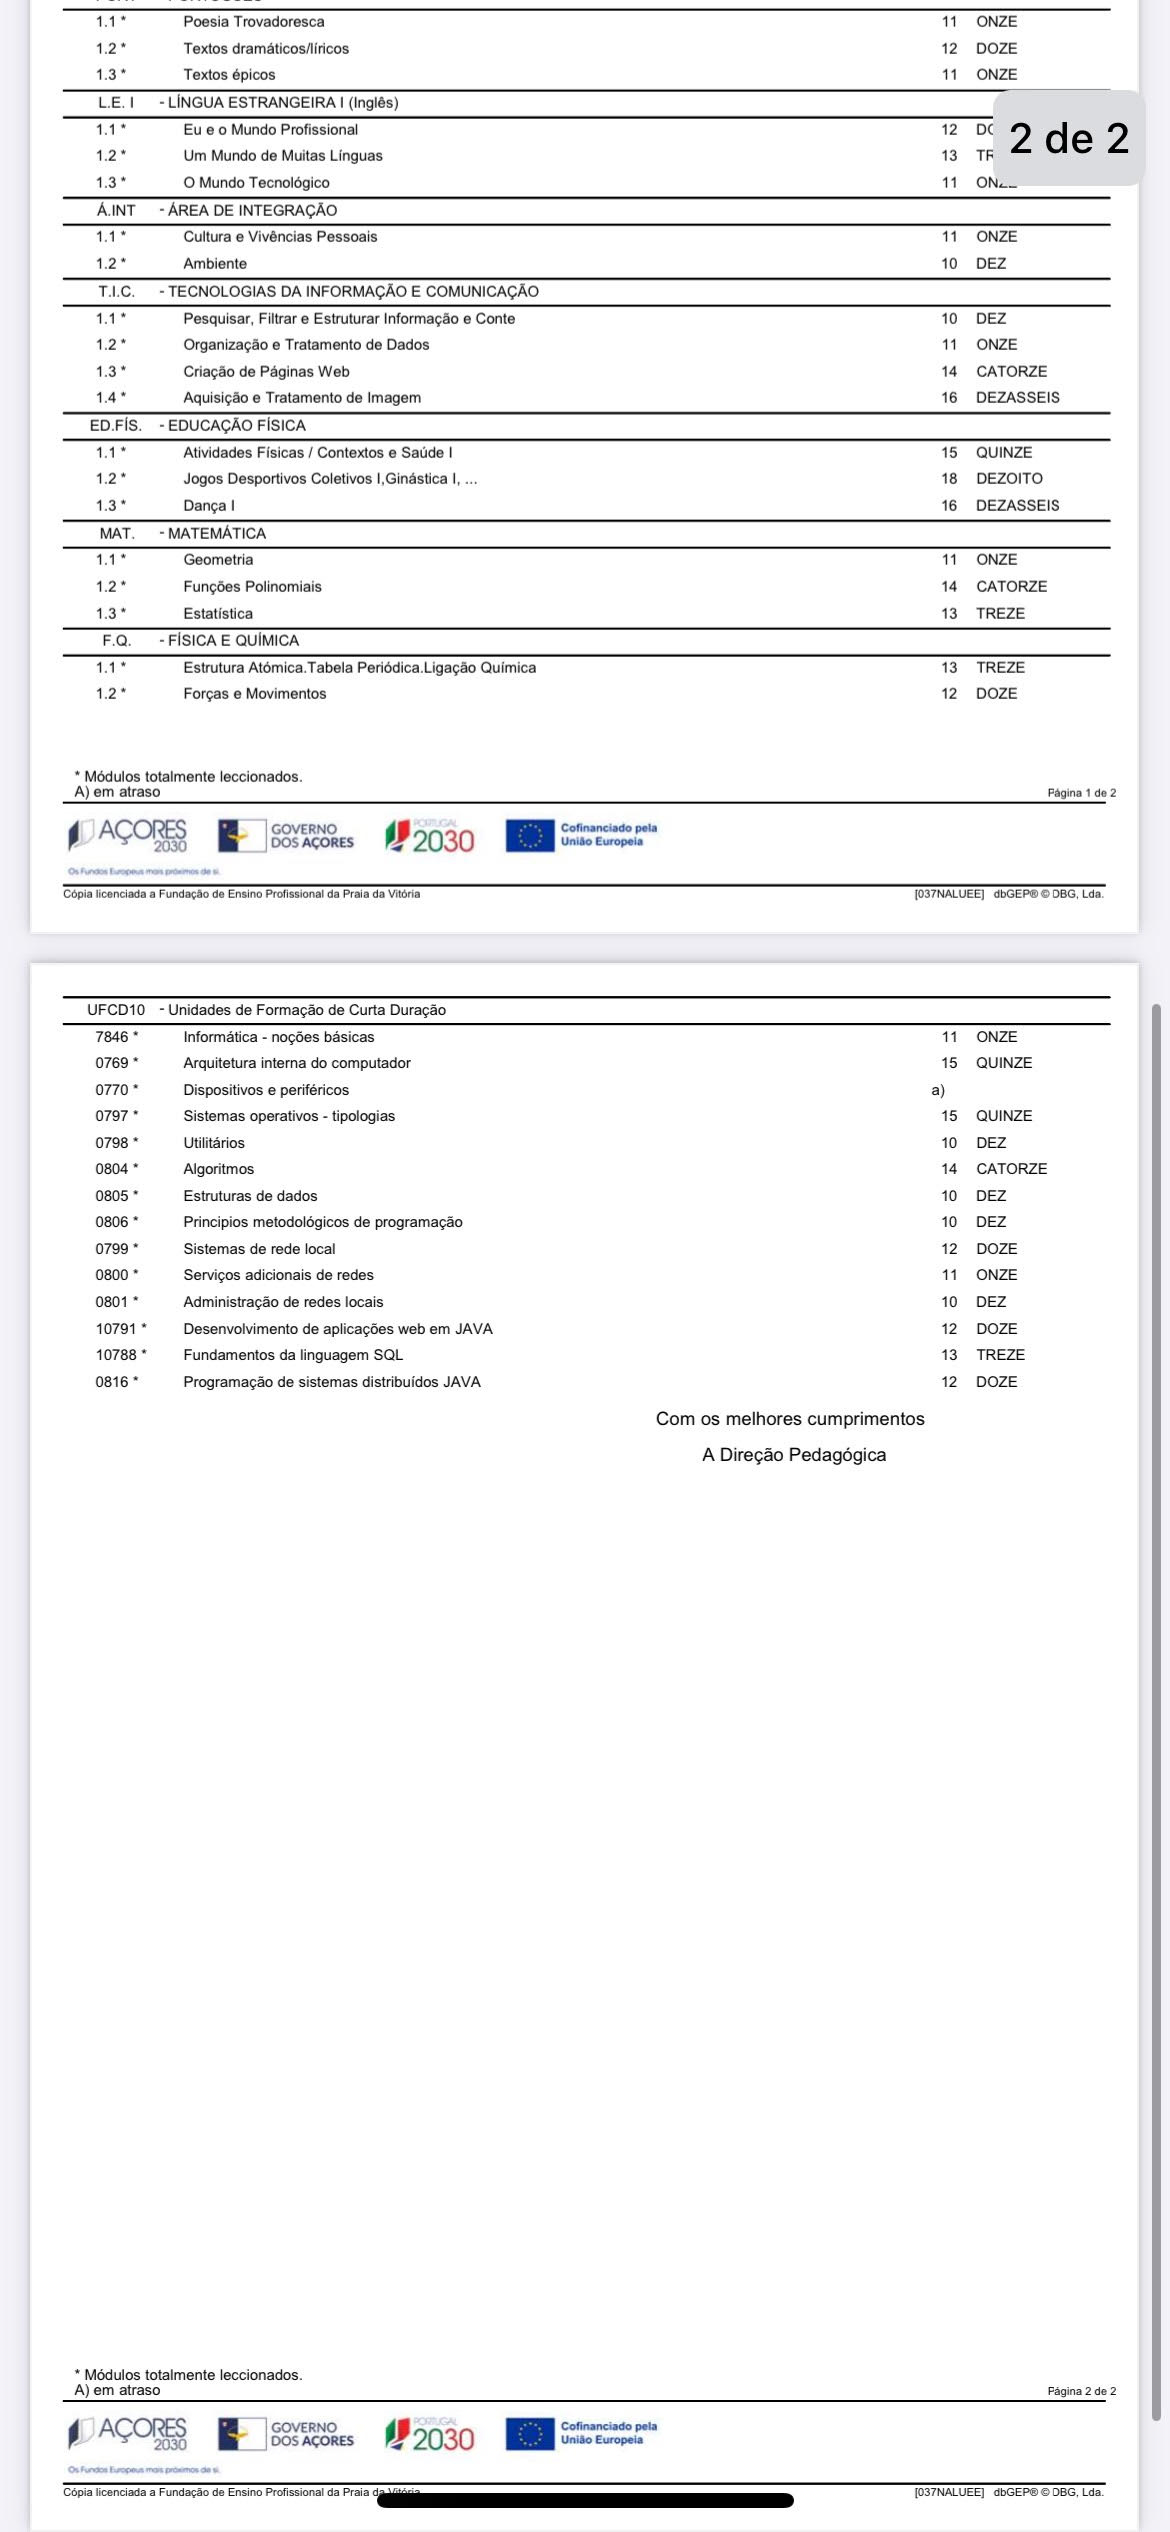 1.1 * Poesia Trovadoresca 11 ONZE
1.2 * Textos dramáticos/líricos 12 DOZE
1.3 * Textos épicos 11 ONZE
L.E. I - LÍNGUA ESTRANGEIRA I (Inglês)
1.1 * Eu e o Mundo Profissional 12
2 de 2
1.2 * Um Mundo de Muitas Línguas 13
1.3 * O Mundo Tecnológico 11 ONZE
Á.INT - ÁREA DE INTEGRAÇÃO
1.1 * Cultura e Vivências Pessoais 11 ONZE
1.2 * Ambiente 10 DEZ
T.I.C. - TECNOLOGIAS DA INFORMAÇÃO E COMUNICAÇÃO
1.1 * Pesquisar, Filtrar e Estruturar Informação e Conte 10 DEZ
1.2 * Organização e Tratamento de Dados 11 ONZE
1.3 * Criação de Páginas Web 14 CATORZE
1.4 * Aquisição e Tratamento de Imagem 16 DEZASSEIS
ED.FÍS. - EDUCAÇÃO FÍSICA
1.1 * Atividades Físicas / Contextos e Saúde I 15 QUINZE
1.2 * Jogos Desportivos Coletivos I,Ginástica I, ... 18 DEZOITO
1.3 * Dança I 16 DEZASSEIS
MAT. - MATEMÁTICA
1.1 * Geometria 11 ONZE
1.2 * Funções Polinomiais 14 CATORZE
1.3 * Estatística 13 TREZE
F.Q. - FÍSICA E QUÍMICA
1.1 * Estrutura Atómica.Tabela Periódica.Ligação Química 13 TREZE
1.2 * Forças e Movimentos 12 DOZE
* Módulos totalmente leccionados.
A) em atraso Página 1 de 2
AÇORES 2030 GOVERNO DOS AÇORES PORTUGAL 2030 Cofinanciado pela União Europeia
Os Fundos Europeus mais próximos de si.
Cópia licenciada a Fundação de Ensino Profissional da Praia da Vitória [037NALUEE] dbGEP® © DBG, Lda.
UFCD10 - Unidades de Formação de Curta Duração
7846 * Informática - noções básicas 11 ONZE
0769 * Arquitetura interna do computador 15 QUINZE
0770 * Dispositivos e periféricos a)
0797 * Sistemas operativos - tipologias 15 QUINZE
0798 * Utilitários 10 DEZ
0804 * Algoritmos 14 CATORZE
0805 * Estruturas de dados 10 DEZ
0806 * Principios metodológicos de programação 10 DEZ
0799 * Sistemas de rede local 12 DOZE
0800 * Serviços adicionais de redes 11 ONZE
0801 * Administração de redes locais 10 DEZ
10791 * Desenvolvimento de aplicações web em JAVA 12 DOZE
10788 * Fundamentos da linguagem SQL 13 TREZE
0816 * Programação de sistemas distribuídos JAVA 12 DOZE
Com os melhores cumprimentos
A Direção Pedagógica
* Módulos totalmente leccionados.
A) em atraso Página 2 de 2
AÇORES 2030 GOVERNO DOS AÇORES PORTUGAL 2030 Cofinanciado pela União Europeia
Os Fundos Europeus mais próximos de si.
Cópia licenciada a Fundação de Ensino Profissional da Praia da Vitória [037NALUEE] dbGEP® © DBG, Lda.